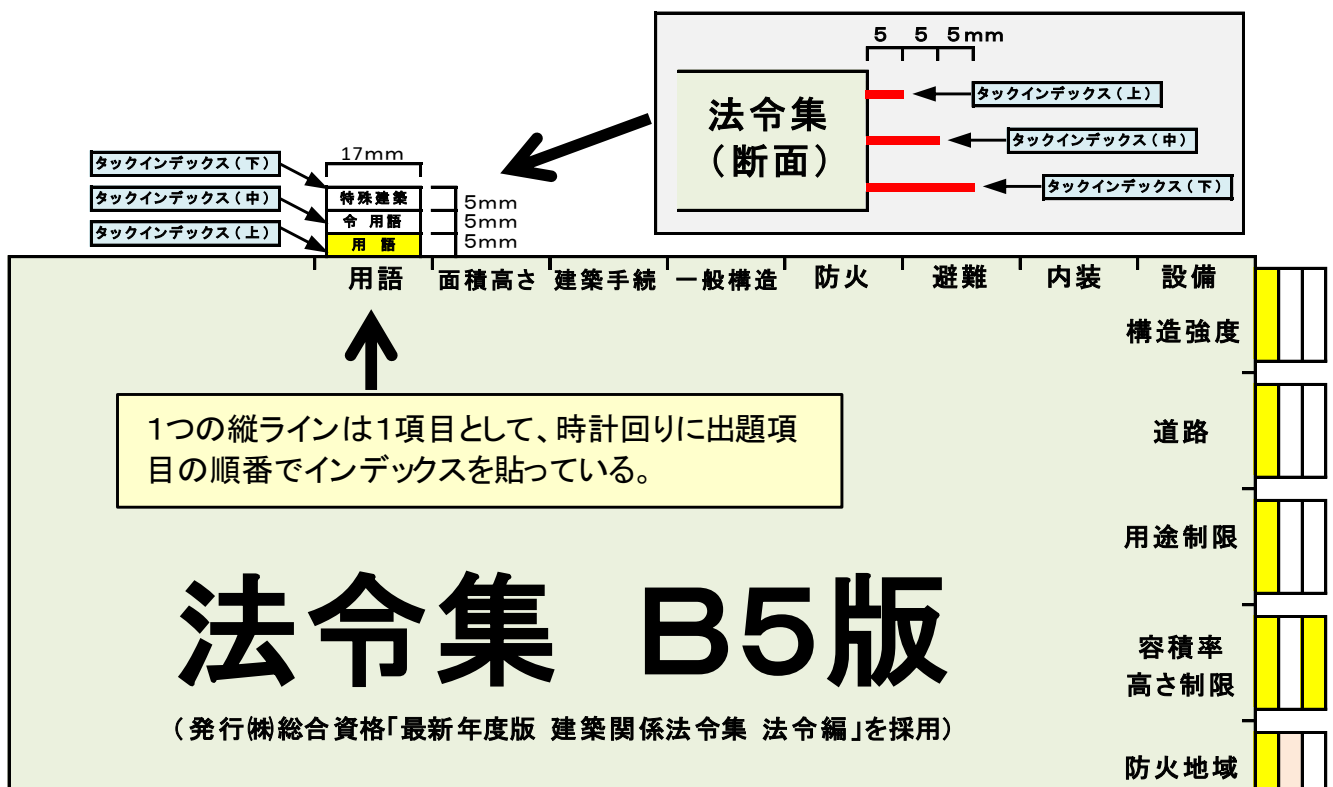 5 5 5mm
タックインデックス(上)
法令集
(断面)
タックインデックス(中)
タックインデックス(下)
17mm
タックインデックス(下)
特殊建築
5mm
タックインデックス(中)
令 用語
5mm
タックインデックス(上)
用 語
5mm
用語 面積高さ 建築手続 一般構造 防火 避難 内装 設備
構造強度
1つの縦ラインは1項目として、時計回りに出題項
目の順番でインデックスを貼っている。
道路
用途制限
法令集 B5版
容積率
高さ制限
(発行㈱総合資格「最新年度版 建築関係法令集 法令編」を採用)
防火地域